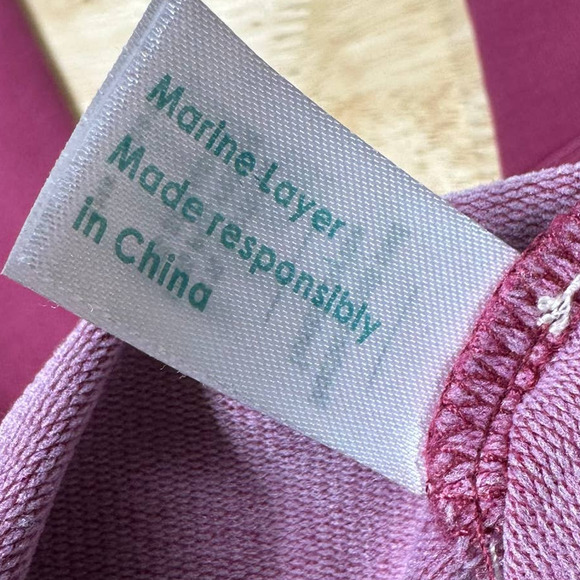 Marine Layer
Made responsibly
in China